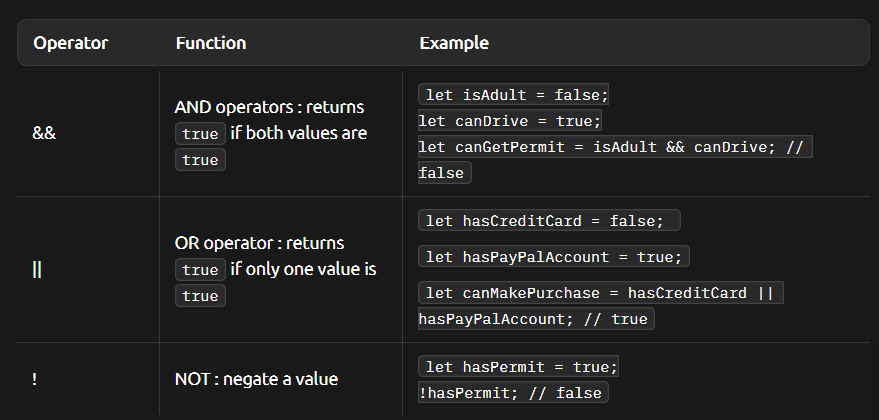 Operator Function Example
&&
AND operators : returns
true if both values are
true
let isAdult = false;
let canDrive = true;
let canGetPermit = isAdult && canDrive; //
false
||
OR operator : returns
true if only one value is
true
let hasCreditCard = false;
let hasPayPalAccount = true;
let canMakePurchase = hasCreditCard ||
hasPayPalAccount; // true
!
NOT : negate a value
let hasPermit = true;
!hasPermit; // false